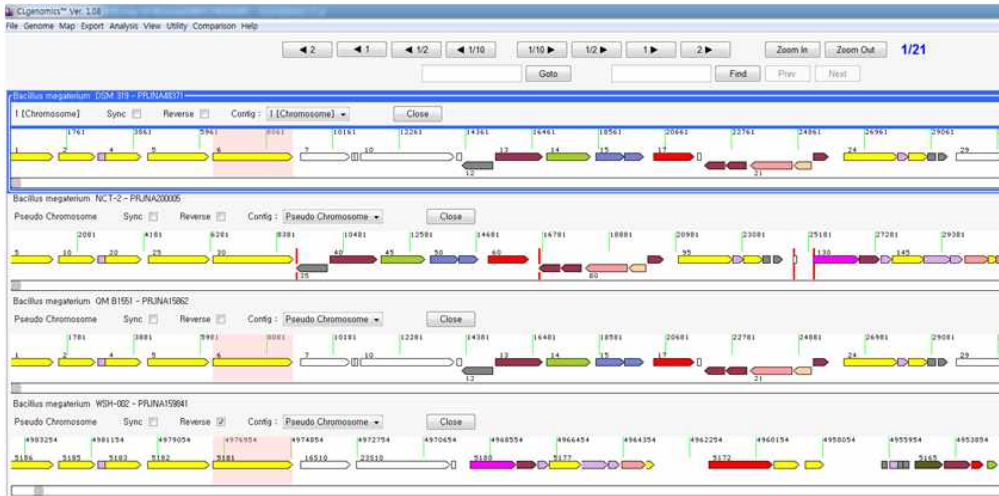 CLgenomics™ Ver. 1.08
File Genome Map Export Analysis View Utility Comparison Help
◀ 2 ◀ 1 ◀ 1/2 ◀ 1/10 1/10 ▶ 1/2 ▶ 1 ▶ 2 ▶ Zoom In Zoom Out 1/21
Goto Find Prev Next
Bacillus megaterium DSM 319 - PRJNA48371
1 [Chromosome] Sync Reverse Contig : 1 [Chromosome] Close
1761 3861 5961 8061 10161 12261 14361 16461 18561 20661 22761 24861 26961 29061
1 2 4 5 6 7 10 13 14 15 17 24 29
12 21
Bacillus megaterium NCT-2 - PRJNA200005
Pseudo Chromosome Sync Reverse Contig : Pseudo Chromosome Close
2081 4181 6281 8381 10481 12581 14681 16781 18881 20981 23081 25181 27281 29381
5 10 20 25 30 40 45 50 60 95 130 145
35 80
Bacillus megaterium QM B1551 - PRJNA15862
Pseudo Chromosome Sync Reverse Contig : Pseudo Chromosome Close
1781 3881 5981 8081 10181 12281 14381 16481 18581 20681 22781 24881 26981 29081
1 2 4 5 6 7 10 13 14 15 17 24 29
12 21
Bacillus megaterium WSH-002 - PRJNA159841
Pseudo Chromosome Sync Reverse Contig : Pseudo Chromosome Close
4983254 4981154 4979054 4976954 4974854 4972754 4970654 4968554 4966454 4964354 4962254 4960154 4958054 4955954 4953854
5186 5185 5183 5182 5181 16510 23510 5180 5177 5172 5165